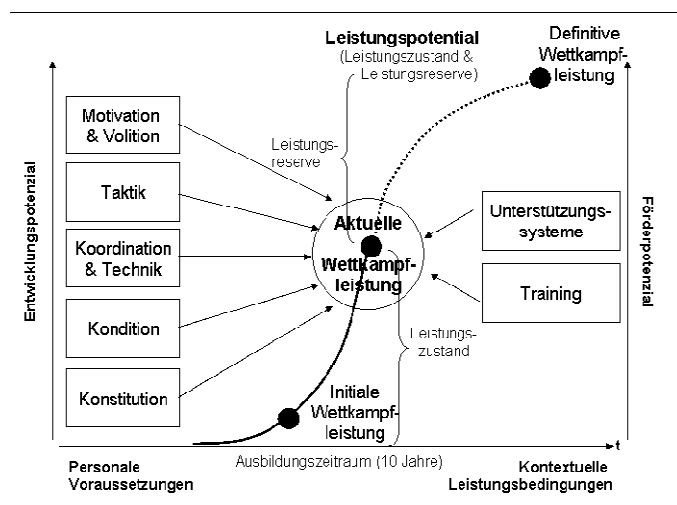 Leistungspotential
(Leistungszustand &
Leistungsreserve)
Definitive
Wettkampf-
leistung
Motivation
& Volition
Leistungs-
reserve
Taktik
Aktuelle
Wettkampf-
leistung
Unterstützungs-
systeme
Koordination
& Technik
Training
Kondition
Leistungs-
zustand
Konstitution
Initiale
Wettkampf-
leistung
Entwicklungspotenzial
Förderpotenzial
t
Ausbildungszeitraum (10 Jahre)
Personale
Voraussetzungen
Kontextuelle
Leistungsbedingungen